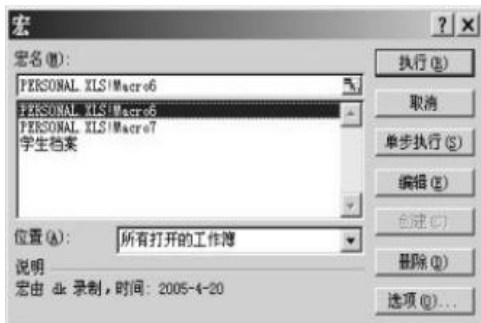 宏
宏名(M):
PERSONAL.XLS!Macro6
PERSONAL.XLS!Macro6
PERSONAL.XLS!Macro7
学生档案
位置(A):
所有打开的工作簿
说明
宏由 dk 录制,时间: 2005-4-20
执行(R)
取消
单步执行(S)
编辑(E)
创建(C)
删除(D)
选项(O)...